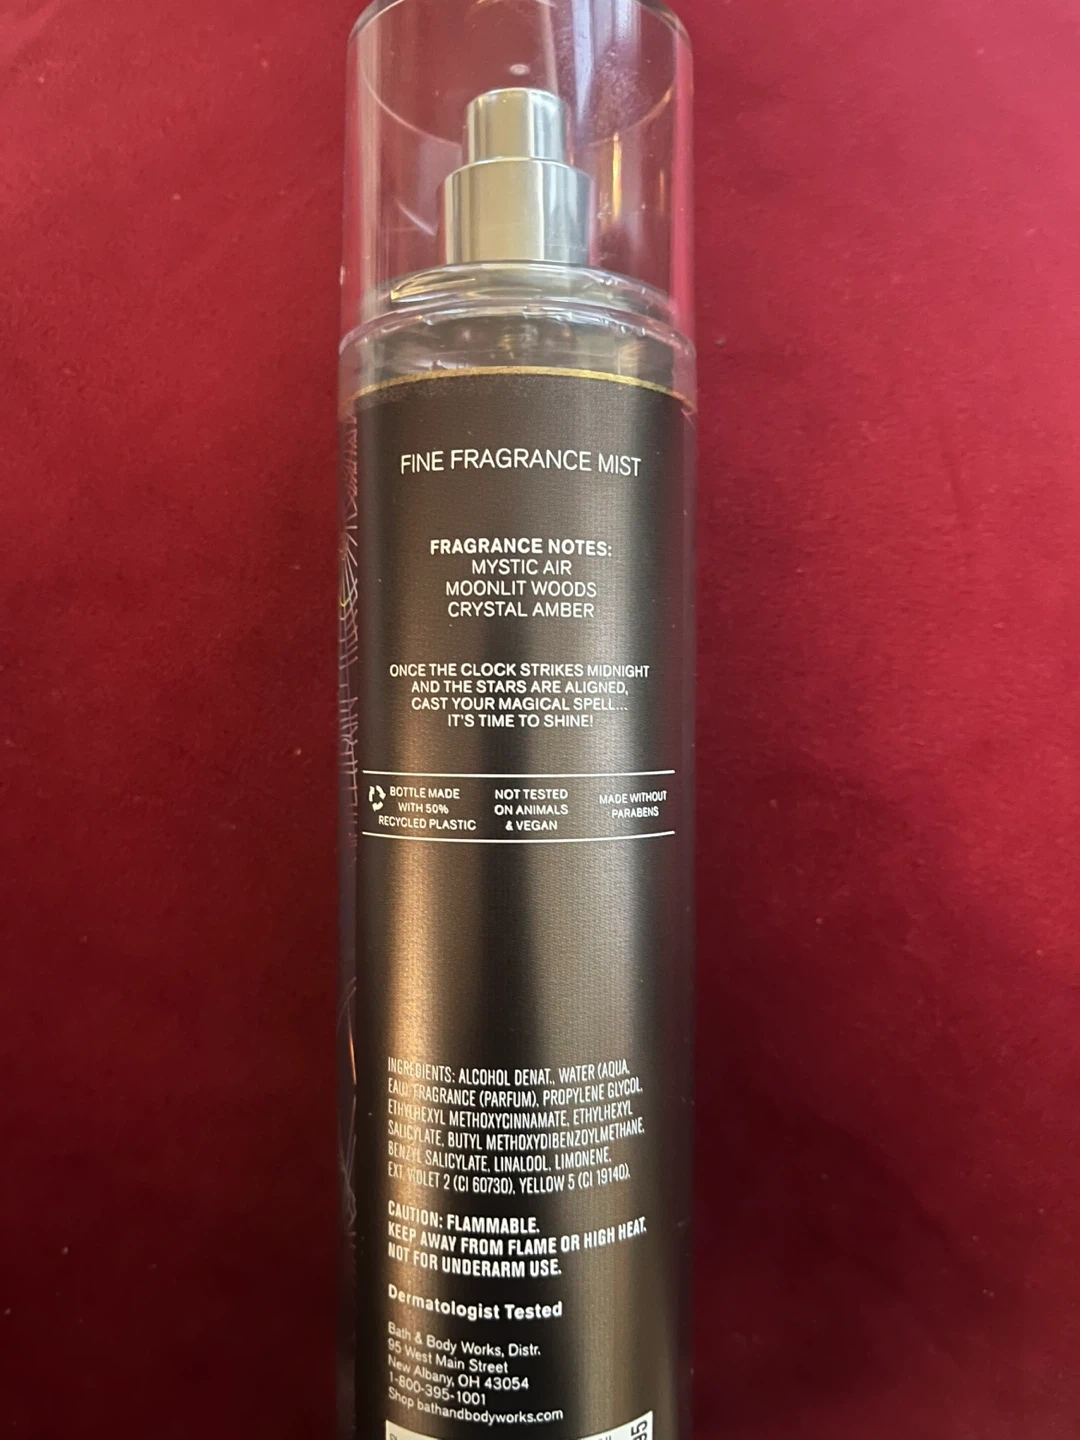 FINE FRAGRANCE MIST
FRAGRANCE NOTES:
MYSTIC AIR
MOONLIT WOODS
CRYSTAL AMBER
ONCE THE CLOCK STRIKES MIDNIGHT
AND THE STARS ARE ALIGNED,
CAST YOUR MAGICAL SPELL...
IT'S TIME TO SHINE!
BOTTLE MADE
WITH 50%
RECYCLED PLASTIC
NOT TESTED
ON ANIMALS
& VEGAN
MADE WITHOUT
PARABENS
INGREDIENTS: ALCOHOL DENAT., WATER (AQUA,
EAU), FRAGRANCE (PARFUM), PROPYLENE GLYCOL,
ETHYLHEXYL METHOXYCINNAMATE, ETHYLHEXYL
SALICYLATE, BUTYL METHOXYDIBENZOYLMETHANE,
BENZYL SALICYLATE, LINALOOL, LIMONENE,
EXT. VIOLET 2 (CI 60730), YELLOW 5 (CI 19140).
CAUTION: FLAMMABLE.
KEEP AWAY FROM FLAME OR HIGH HEAT.
NOT FOR UNDERARM USE.
Dermatologist Tested
Bath & Body Works, Distr.
95 West Main Street
New Albany, OH 43054
1-800-395-1001
Shop bathandbodyworks.com